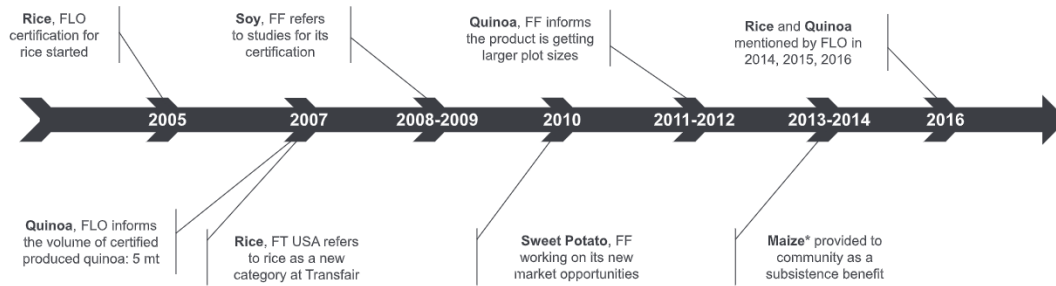 Rice, FLO
certification for
rice started
Soy, FF refers
to studies for its
certification
Quinoa, FF informs
the product is getting
larger plot sizes
Rice and Quinoa
mentioned by FLO in
2014, 2015, 2016
2005
2007
2008-2009
2010
2011-2012
2013-2014
2016
Quinoa, FLO informs
the volume of certified
produced quinoa: 5 mt
Rice, FT USA refers
to rice as a new
category at Transfair
Sweet Potato, FF
working on its new
market opportunities
Maize* provided to
community as a
subsistence benefit